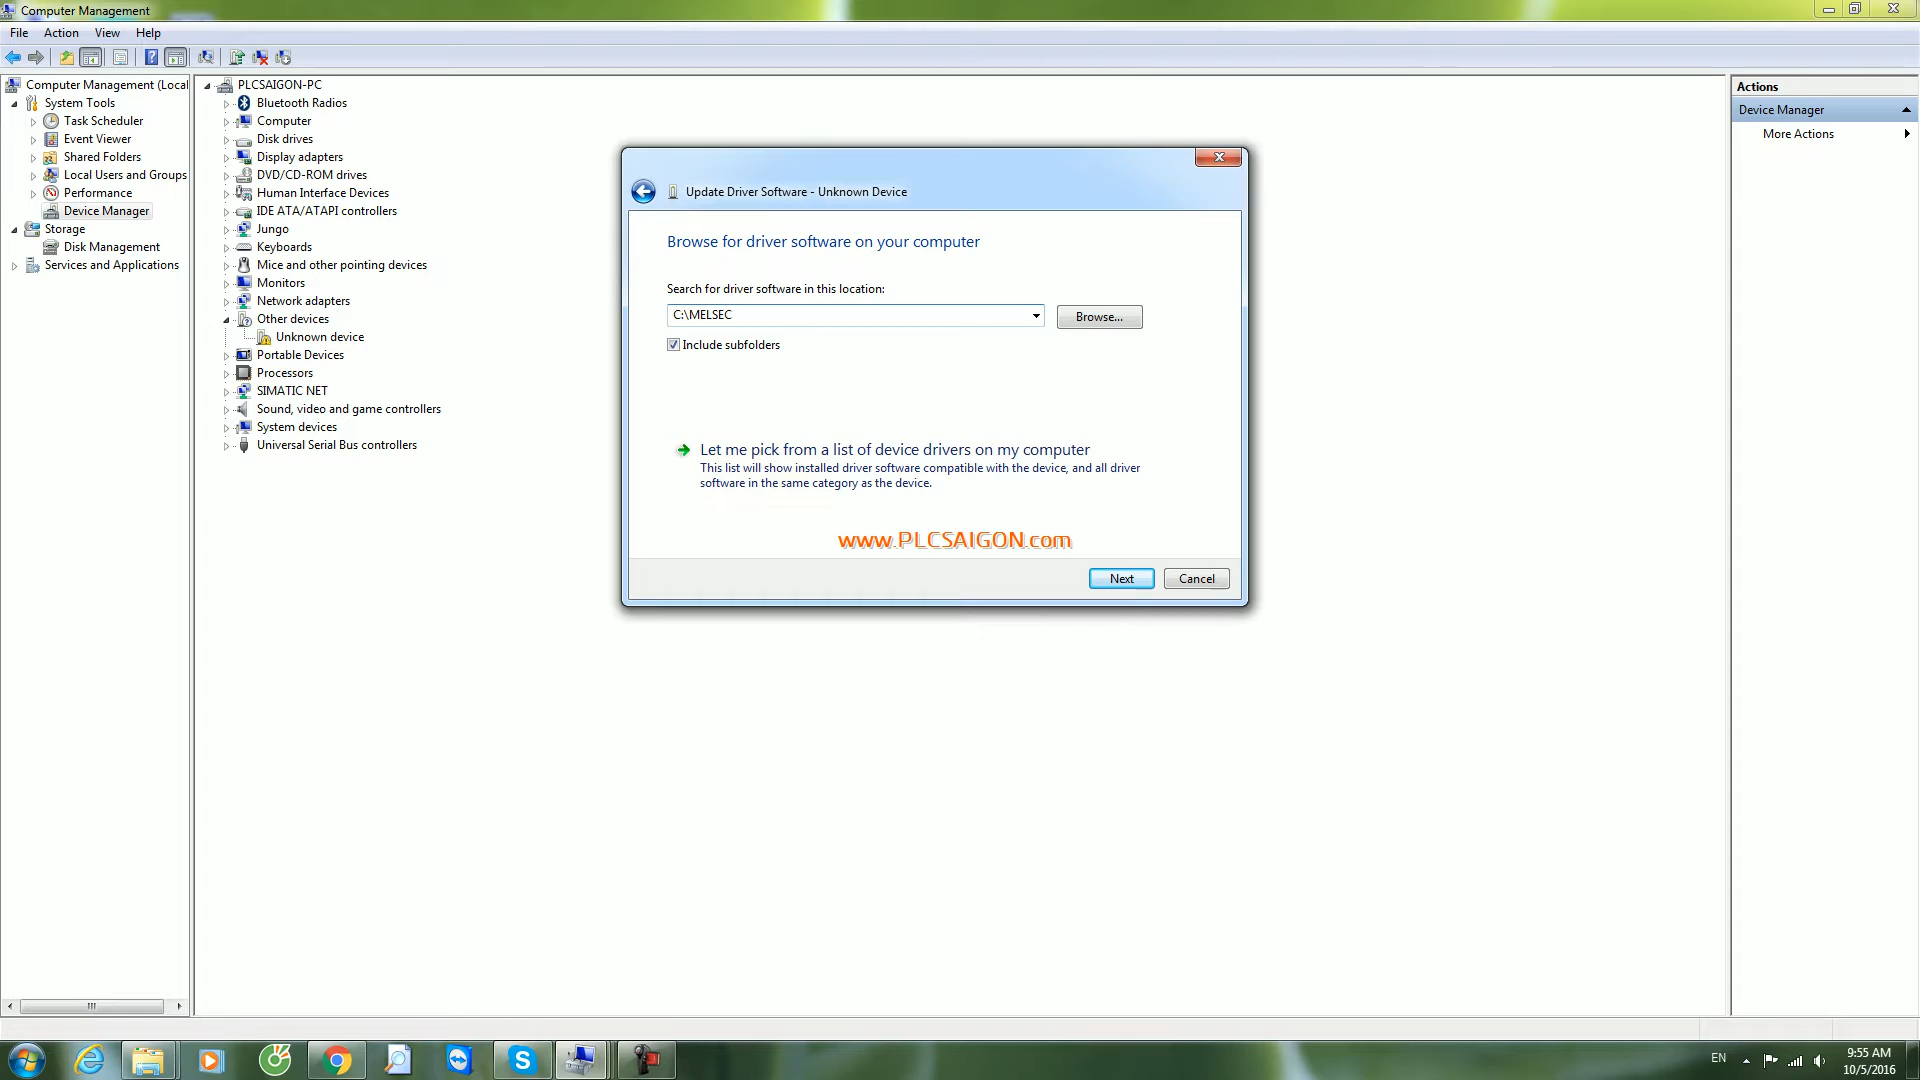 Computer Management
File Action View Help
Computer Management (Local
System Tools
Task Scheduler
Event Viewer
Shared Folders
Local Users and Groups
Performance
Device Manager
Storage
Disk Management
Services and Applications
PLCSAIGON-PC
Bluetooth Radios
Computer
Disk drives
Display adapters
DVD/CD-ROM drives
Human Interface Devices
IDE ATA/ATAPI controllers
Jungo
Keyboards
Mice and other pointing devices
Monitors
Network adapters
Other devices
Unknown device
Portable Devices
Processors
SIMATIC NET
Sound, video and game controllers
System devices
Universal Serial Bus controllers
Update Driver Software - Unknown Device
Browse for driver software on your computer
Search for driver software in this location:
C:\MELSEC
Browse...
Include subfolders
Let me pick from a list of device drivers on my computer
This list will show installed driver software compatible with the device, and all driver
software in the same category as the device.
www.PLCSAIGON.com
Next Cancel
Actions
Device Manager
More Actions
EN
9:55 AM
10/5/2016